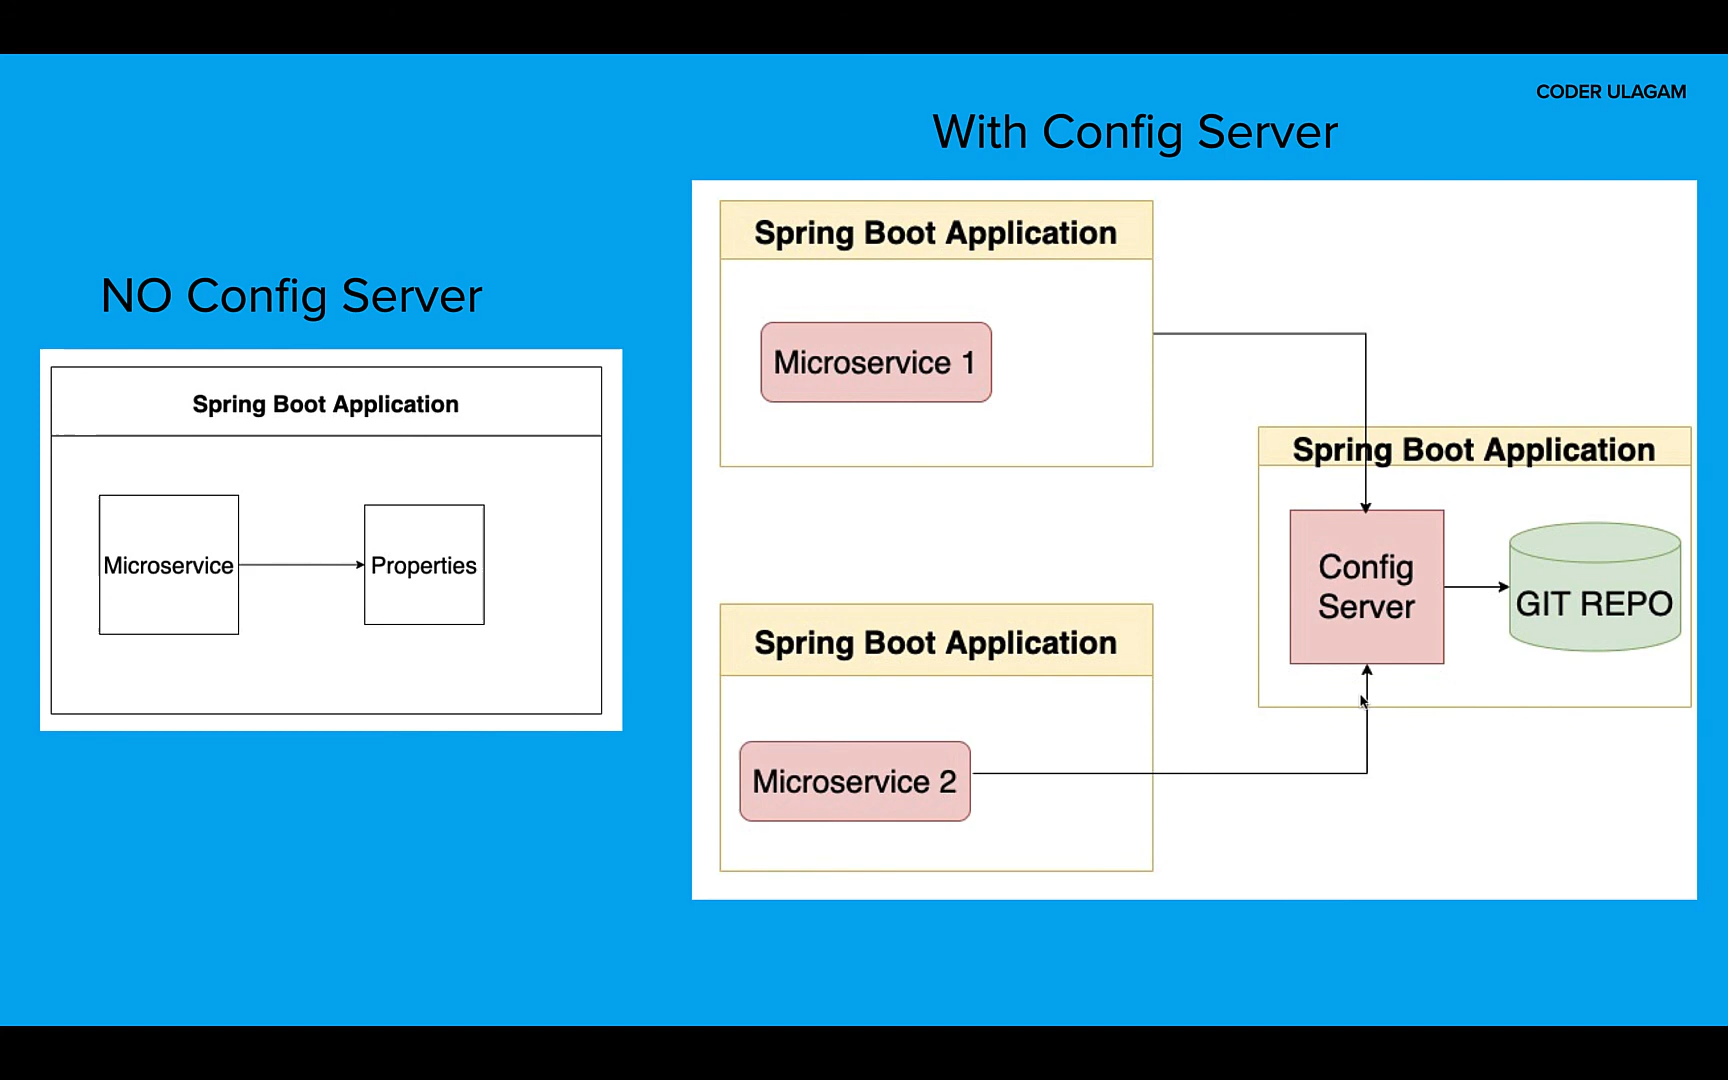 CODER ULAGAM
With Config Server
NO Config Server
Spring Boot Application
Microservice
Properties
Spring Boot Application
Microservice 1
Spring Boot Application
Config
Server
GIT REPO
Spring Boot Application
Microservice 2